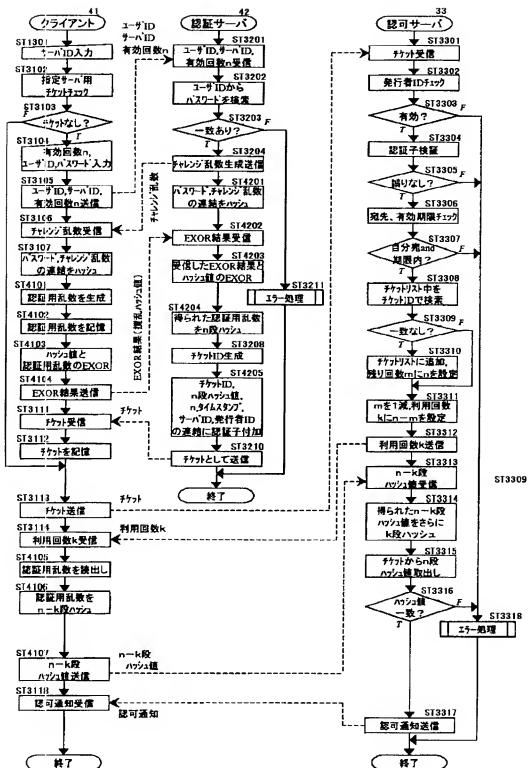 41
クライアント
ST3101
サーバID入力
ST3102
指定サーバ用
チケットチェック
ST3103
チケットなし?
F
T
ST3104
有効回数n,
ユーザID,パスワード入力
ST3105
ユーザID,サーバID,
有効回数n送信
ST3106
チャレンジ乱数受信
ST3107
パスワード,チャレンジ乱数
の連結をハッシュ
ST4101
認証用乱数を生成
ST4102
認証用乱数を記憶
ST4103
ハッシュ値と
認証用乱数のEXOR
ST4104
EXOR結果送信
ST3111
チケット受信
ST3112
チケットを記憶
ST3113
チケット送信
ST3114
利用回数k受信
ST4105
認証用乱数を読出し
ST4106
認証用乱数を
n-k段ハッシュ
ST4107
n-k段
ハッシュ値送信
ST3118
認可通知受信
終了
ユーザID
サーバID
有効回数n
チャレンジ乱数
EXOR結果(撹乱ハッシュ値)
チケット
チケット
利用回数k
n-k段
ハッシュ値
認可通知
42
認証サーバ
ST3201
ユーザID,サーバID,
有効回数n受信
ST3202
ユーザIDから
パスワードを検索
ST3203
一致あり?
F
T
ST3204
チャレンジ乱数生成送信
ST4201
パスワード,チャレンジ乱数
の連結をハッシュ
ST4202
EXOR結果受信
ST4203
受信したEXOR結果と
ハッシュ値のEXOR
ST3211
エラー処理
ST4204
得られた認証用乱数
をn段ハッシュ
ST3208
チケットID生成
ST4205
チケットID,
n段ハッシュ値,
n,タイムスタンプ,
サーバID,発行者ID
の連結に認証子付加
ST3210
チケットとして送信
終了
33
認可サーバ
ST3301
チケット受信
ST3302
発行者IDチェック
ST3303
有効?
F
T
ST3304
認証子検証
ST3305
誤りなし?
F
T
ST3306
宛先、有効期限チェック
ST3307
自分宛and
期限内?
F
T
ST3308
チケットリスト中を
チケットIDで検索
ST3309
一致なし?
F
T
ST3310
チケットリストに追加,
残り回数mにnを設定
ST3311
mを1減,利用回数
kにn-mを設定
ST3312
利用回数k送信
ST3313
n-k段
ハッシュ値受信
ST3309
ST3314
得られたn-k段
ハッシュ値をさらに
k段ハッシュ
ST3315
チケットからn段
ハッシュ値取出し
ST3316
ハッシュ値
一致?
F
T
ST3318
エラー処理
ST3317
認可通知送信
終了